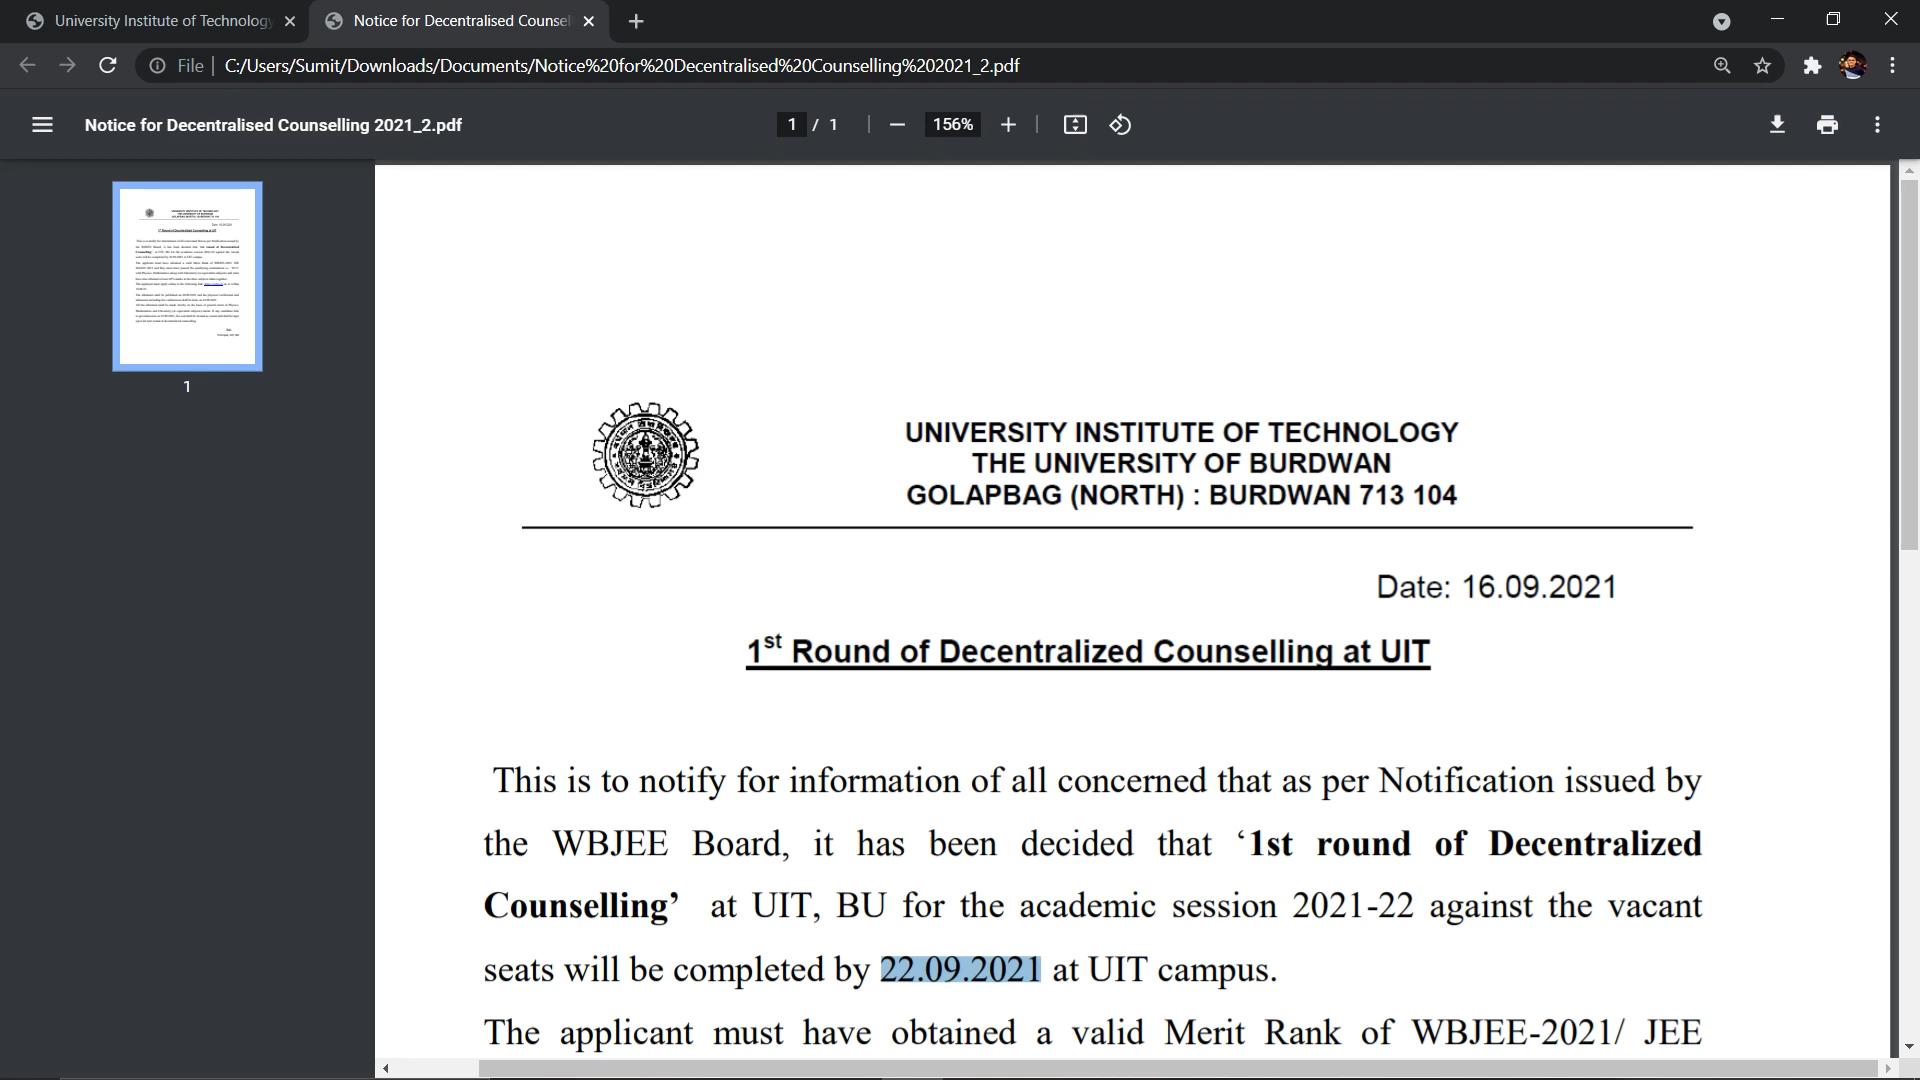 University Institute of Technology
Notice for Decentralised Counsel
File
C:/Users/Sumit/Downloads/Documents/Notice%20for%20Decentralised%20Counselling%202021_2.pdf
Notice for Decentralised Counselling 2021_2.pdf
1 / 1
156%
1
UNIVERSITY INSTITUTE OF TECHNOLOGY
THE UNIVERSITY OF BURDWAN
GOLAPBAG (NORTH) : BURDWAN 713 104
Date: 16.09.2021
1st Round of Decentralized Counselling at UIT
This is to notify for information of all concerned that as per Notification issued by
the WBJEE Board, it has been decided that ‘1st round of Decentralized
Counselling’ at UIT, BU for the academic session 2021-22 against the vacant
seats will be completed by 22.09.2021 at UIT campus.
The applicant must have obtained a valid Merit Rank of WBJEE-2021/ JEE